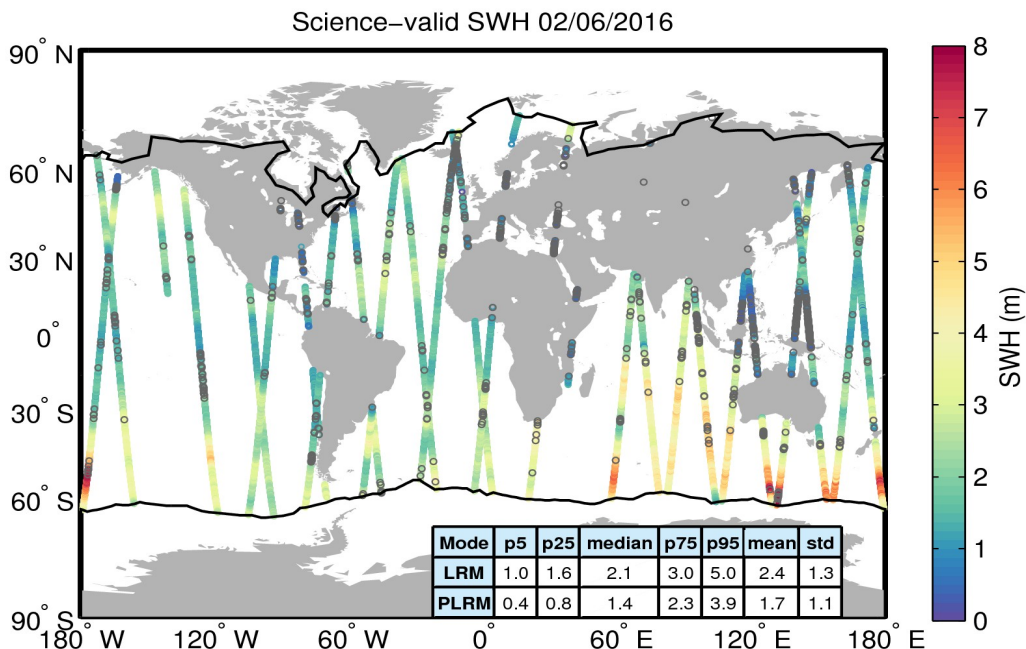 Science−valid SWH 02/06/2016
90° N
60° N
30° N
0°
30° S
60° S
90° S
180° W
120° W
60° W
0°
60° E
120° E
180° E
8
7
6
5
4
3
2
1
0
SWH (m)
Mode p5 p25 median p75 p95 mean std
LRM 1.0 1.6 2.1 3.0 5.0 2.4 1.3
PLRM 0.4 0.8 1.4 2.3 3.9 1.7 1.1